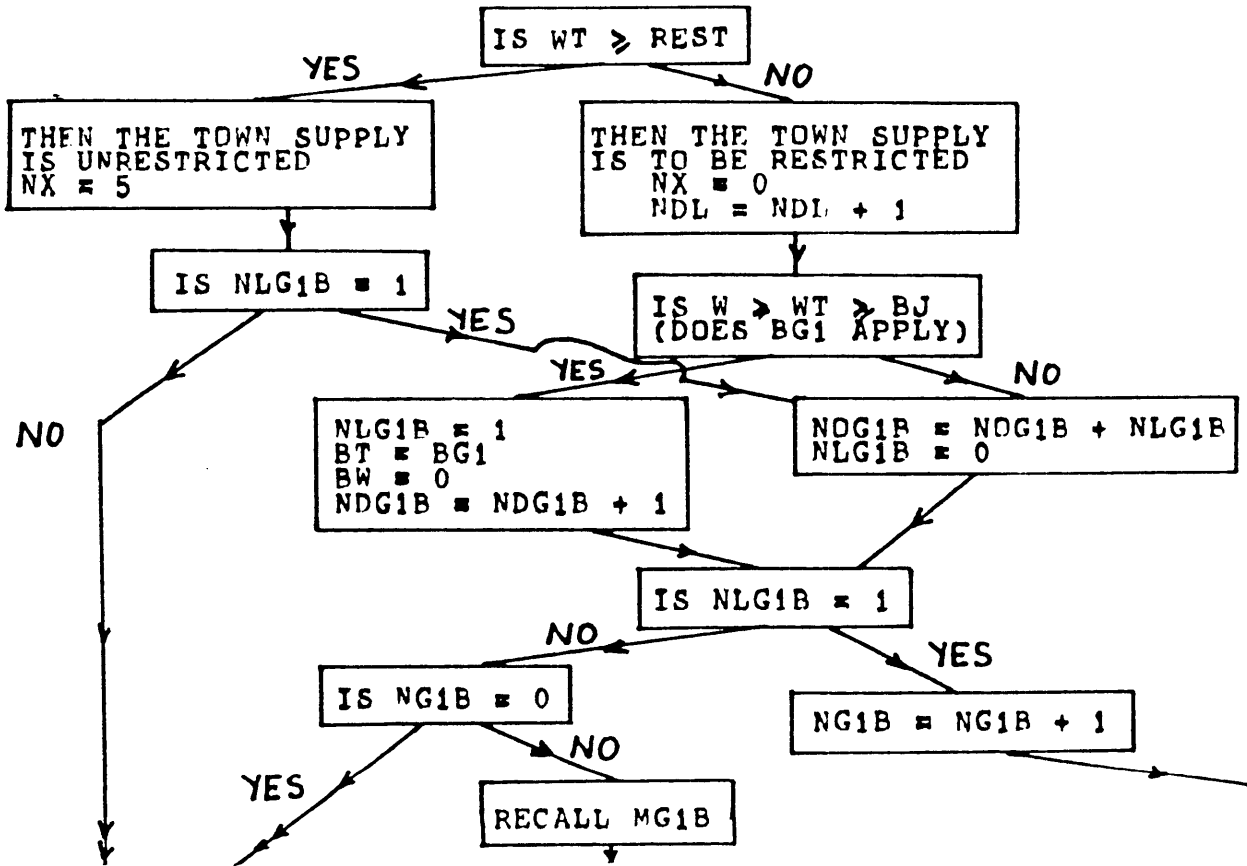 IS WT ⩾ REST
YES
NO
THEN THE TOWN SUPPLY
IS UNRESTRICTED
NX = 5
THEN THE TOWN SUPPLY
IS TO BE RESTRICTED
NX = 0
NDL = NDL + 1
IS NLG1B = 1
IS W ⩾ WT ⩾ BJ
(DOES BG1 APPLY)
YES
YES
NO
NO
NLG1B = 1
BT = BG1
BW = 0
NDG1B = NDG1B + 1
NOG1B = NOG1B + NLG1B
NLG1B = 0
IS NLG1B = 1
NO
YES
IS NG1B = 0
NG1B = NG1B + 1
YES
NO
RECALL MG1B